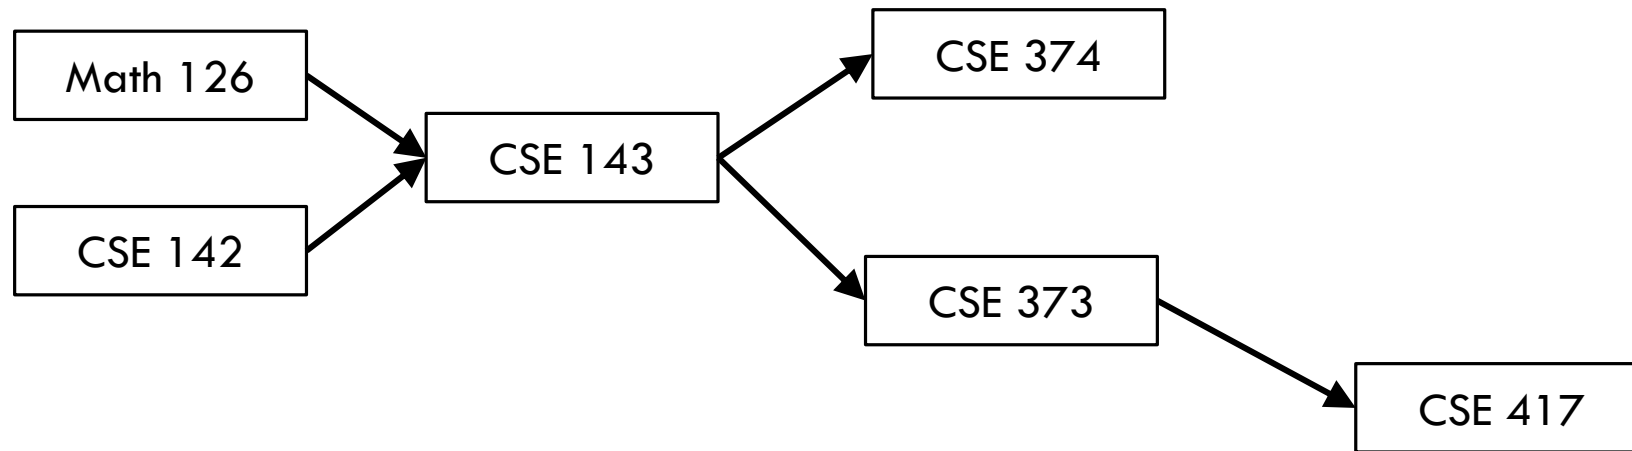 Math 126
CSE 142
CSE 143
CSE 374
CSE 373
CSE 417